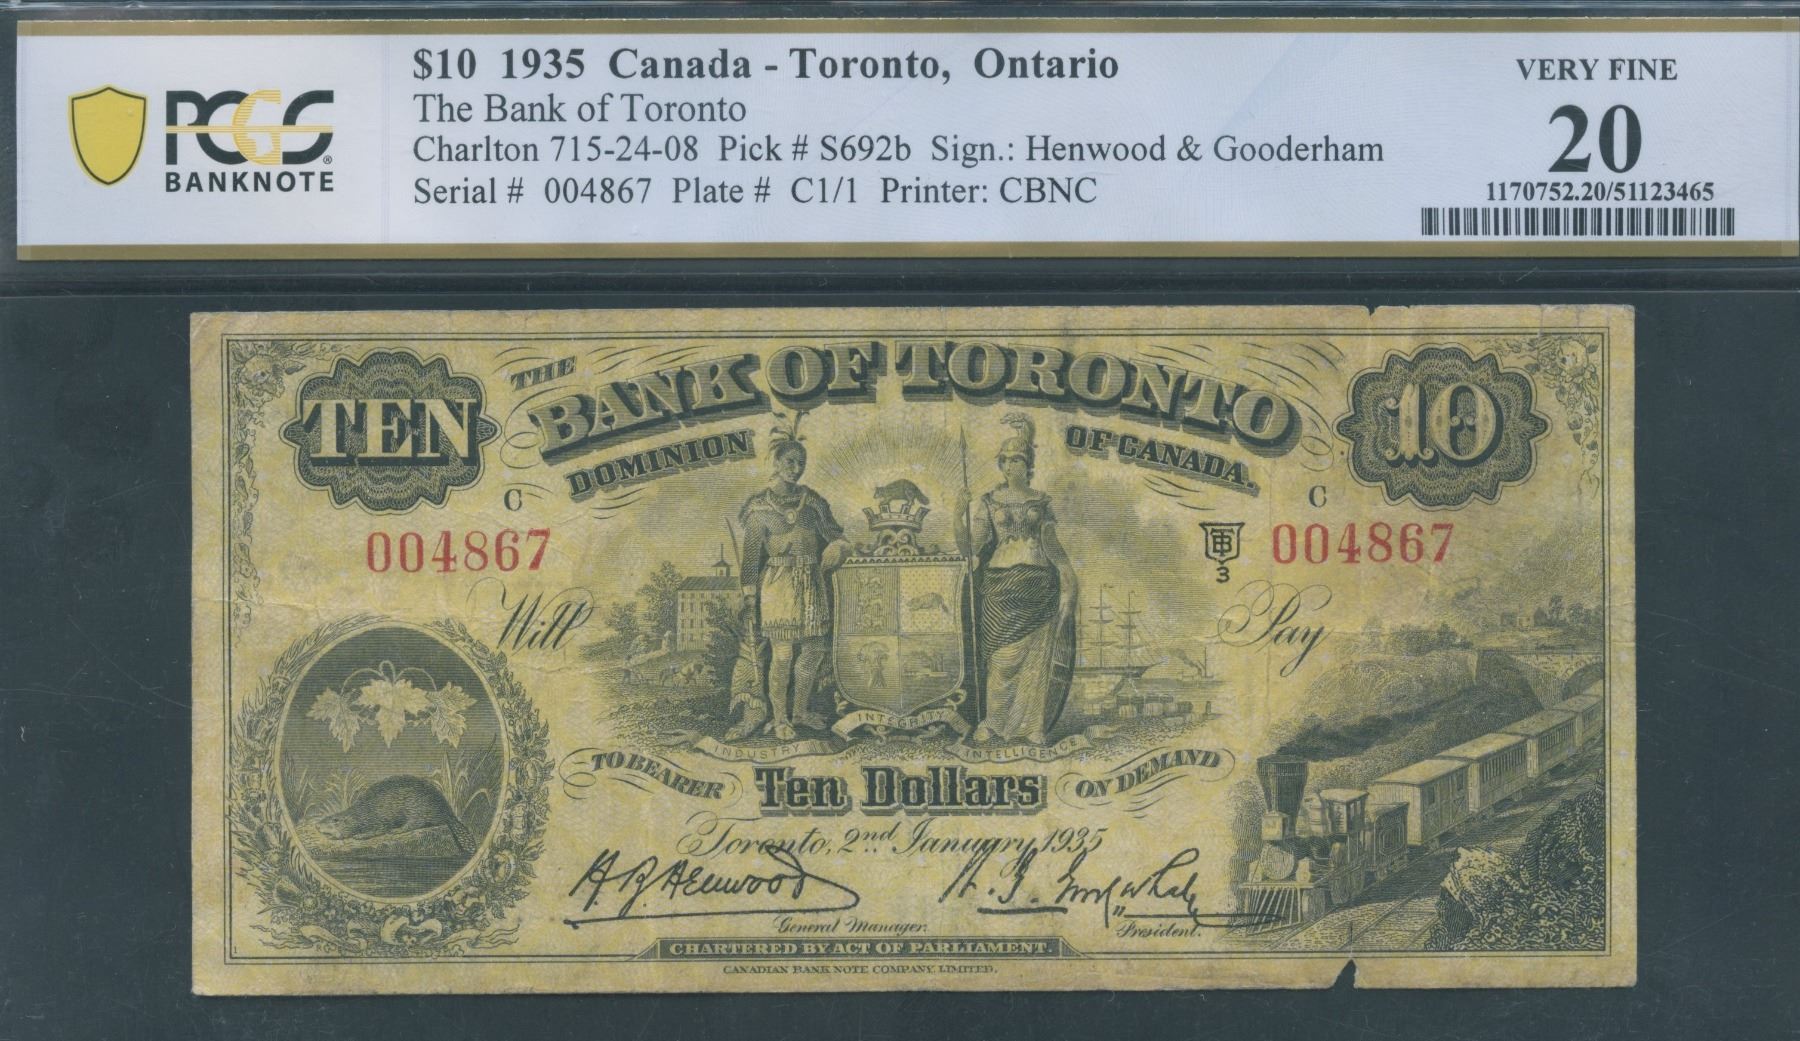 $10 1935 Canada - Toronto, Ontario
The Bank of Toronto
Charlton 715-24-08 Pick # S692b Sign.: Henwood & Gooderham
Serial # 004867 Plate # C1/1 Printer: CBNC
PCGS
BANKNOTE
VERY FINE
20
1170752.20/51123465
THE
BANK OF TORONTO
DOMINION OF CANADA.
TEN
10
C
C
004867
TB
3
004867
Will Pay
INTEGRITY
INDUSTRY
INTELLIGENCE
TO BEARER Ten Dollars ON DEMAND
Toronto, 2nd January 1935
H.B. Henwood
General Manager.
President.
CHARTERED BY ACT OF PARLIAMENT.
CANADIAN BANK NOTE COMPANY, LIMITED.
1